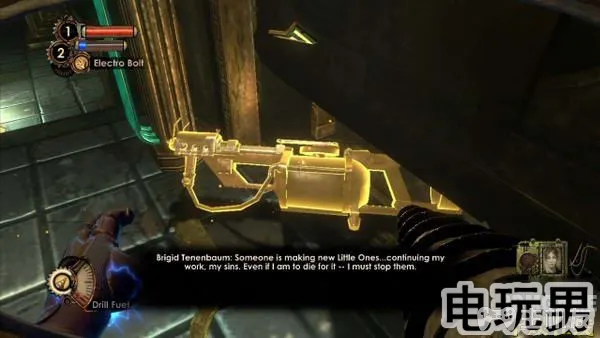 1
2
Electro Bolt
Brigid Tenenbaum: Someone is making new Little Ones...continuing my
work, my sins. Even if I am to die for it -- I must stop them.
Drill Fuel
电玩男